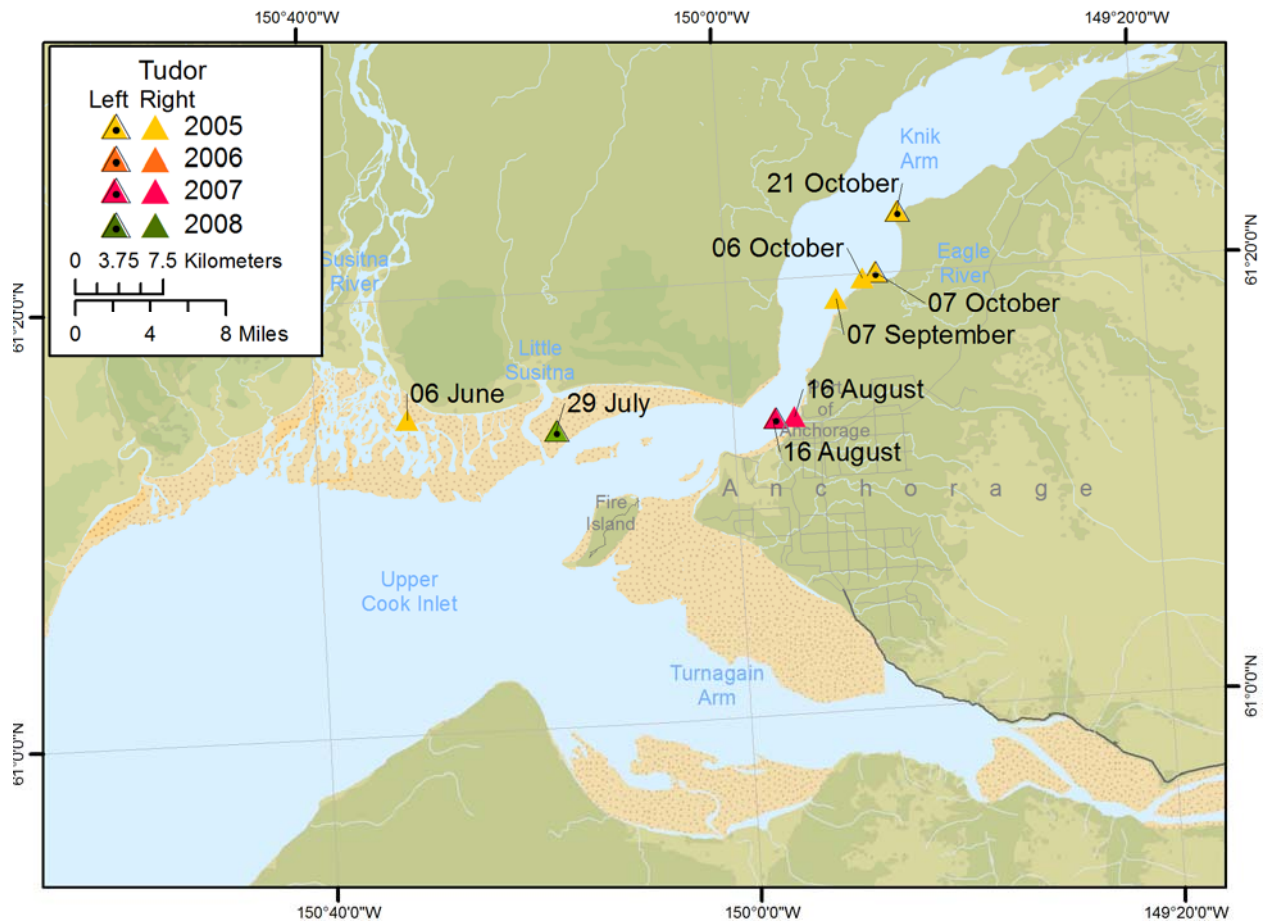 150°40'0"W 150°0'0"W 149°20'0"W
Tudor
Left Right
2005
2006
2007
2008
0 3.75 7.5 Kilometers
0 4 8 Miles
Knik
Arm
21 October
06 October
Eagle
River
07 October
07 September
Susitna
River
61°20'0"N
61°20'0"N
Little
Susitna
06 June
29 July
16 August
of
Anchorage
16 August
Anchorage
Fire
Island
Upper
Cook Inlet
Turnagain
Arm
61°0'0"N
61°0'0"N
150°40'0"W 150°0'0"W 149°20'0"W